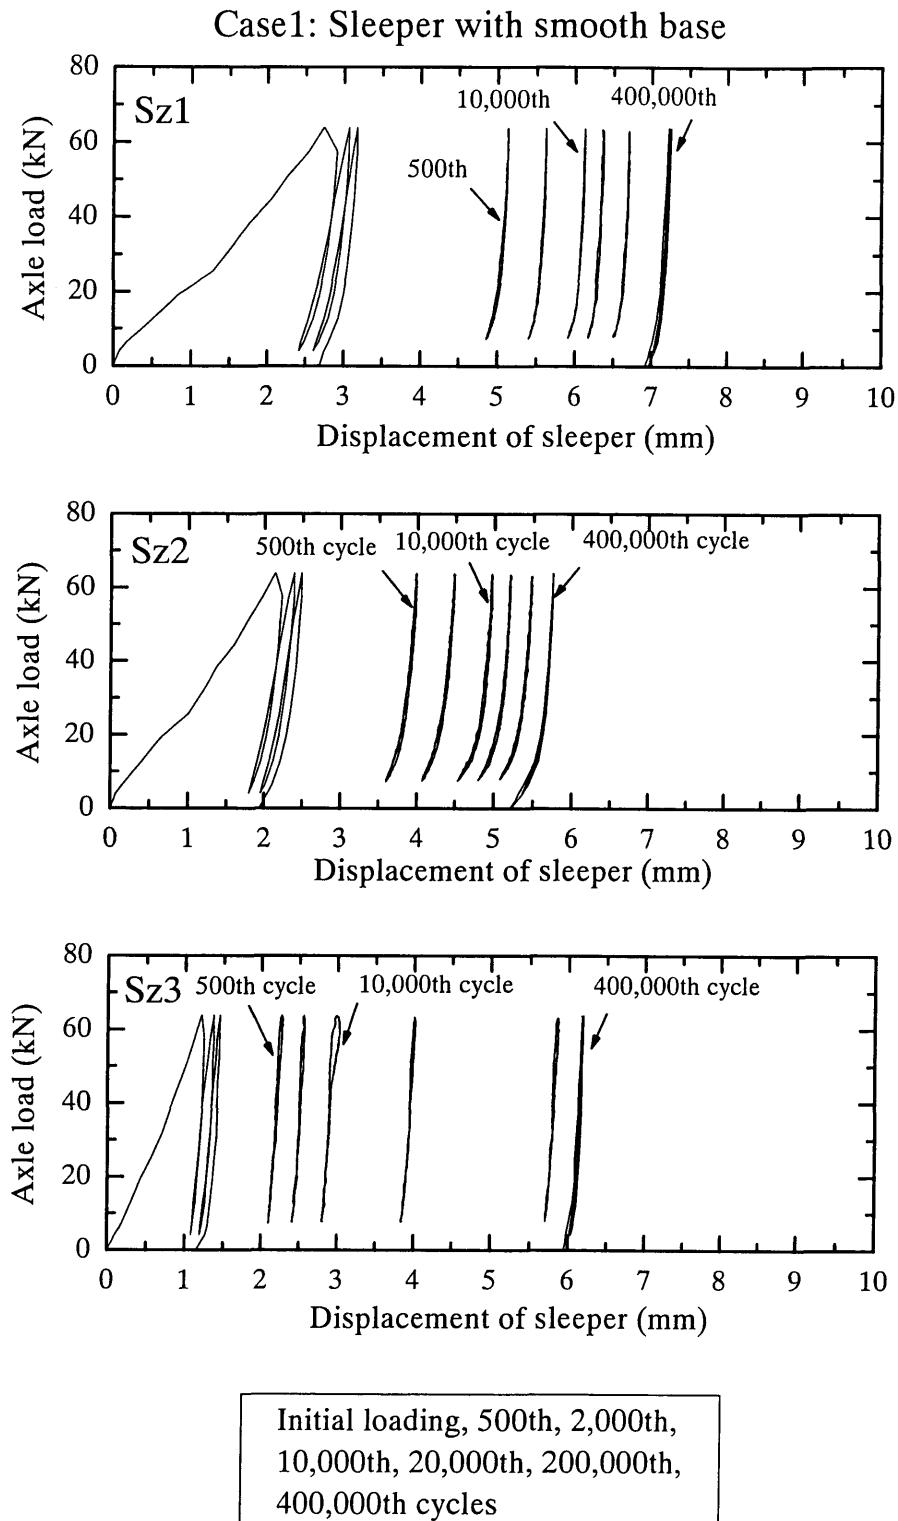 Case1: Sleeper with smooth base
80
Sz1
10,000th
400,000th
60
500th
Axle load (kN)
40
20
0
0 1 2 3 4 5 6 7 8 9 10
Displacement of sleeper (mm)
80
Sz2
500th cycle
10,000th cycle
400,000th cycle
60
Axle load (kN)
40
20
0
0 1 2 3 4 5 6 7 8 9 10
Displacement of sleeper (mm)
80
Sz3
500th cycle
10,000th cycle
400,000th cycle
60
Axle load (kN)
40
20
0
0 1 2 3 4 5 6 7 8 9 10
Displacement of sleeper (mm)
Initial loading, 500th, 2,000th,
10,000th, 20,000th, 200,000th,
400,000th cycles